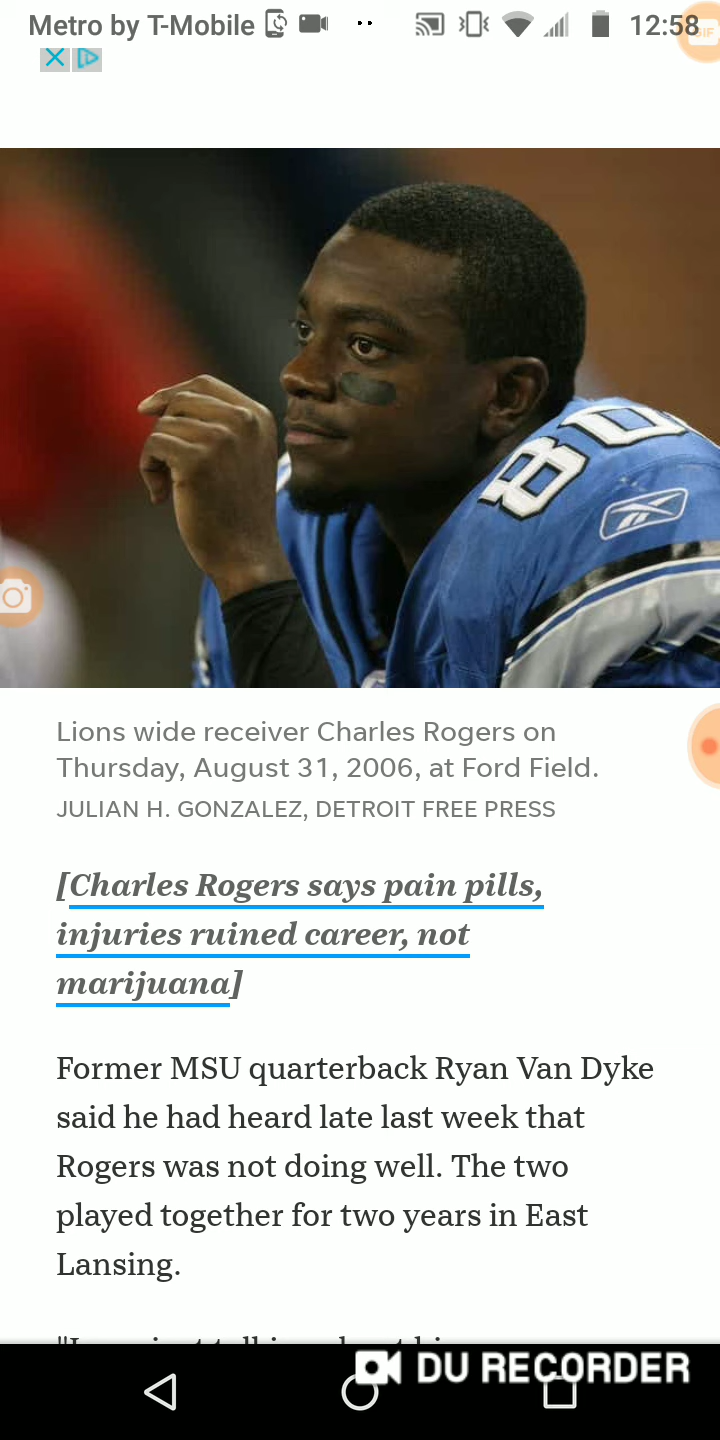 Metro by T-Mobile
12:58
GIF
80
Lions wide receiver Charles Rogers on
Thursday, August 31, 2006, at Ford Field.
JULIAN H. GONZALEZ, DETROIT FREE PRESS
[Charles Rogers says pain pills,
injuries ruined career, not
marijuana]
Former MSU quarterback Ryan Van Dyke
said he had heard late last week that
Rogers was not doing well. The two
played together for two years in East
Lansing.
DU RECORDER